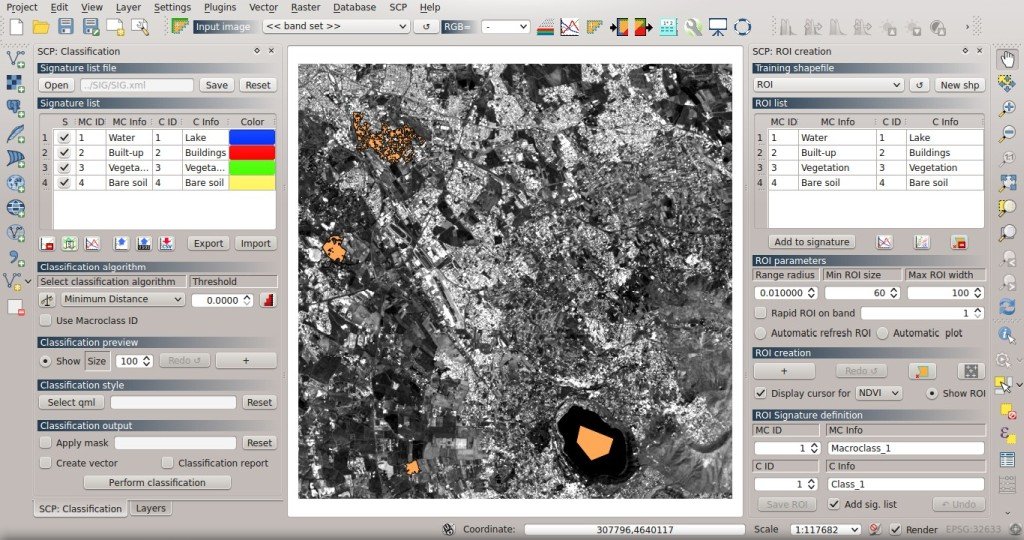 Project Edit View Layer Settings Plugins Vector Raster Database SCP Help
Input image << band set >> RGB= -
SCP: Classification
Signature list file
Open ../SIG/SIG.xml Save Reset
Signature list
S MC ID MC Info C ID C Info Color
1 1 Water 1 Lake
2 2 Built-up 2 Buildings
3 3 Vegeta... 3 Vegeta...
4 4 Bare soil 4 Bare soil
Export Import
Classification algorithm
Select classification algorithm Threshold
Minimum Distance 0.0000
Use Macroclass ID
Classification preview
Show Size 100 Redo ↺ +
Classification style
Select qml Reset
Classification output
Apply mask Reset
Create vector Classification report
Perform classification
SCP: Classification Layers
SCP: ROI creation
Training shapefile
ROI ↺ New shp
ROI list
MC ID MC Info C ID C Info
1 1 Water 1 Lake
2 2 Built-up 2 Buildings
3 3 Vegetation 3 Vegetation
4 4 Bare soil 4 Bare soil
Add to signature
ROI parameters
Range radius Min ROI size Max ROI width
0.010000 60 100
Rapid ROI on band 1
Automatic refresh ROI Automatic plot
ROI creation
+ Redo ↺
Display cursor for NDVI Show ROI
ROI Signature definition
MC ID MC Info
1 Macroclass_1
C ID C Info
1 Class_1
Save ROI Add sig. list ↶ Undo
Coordinate: 307796,4640117 Scale 1:117682 Render EPSG:32633